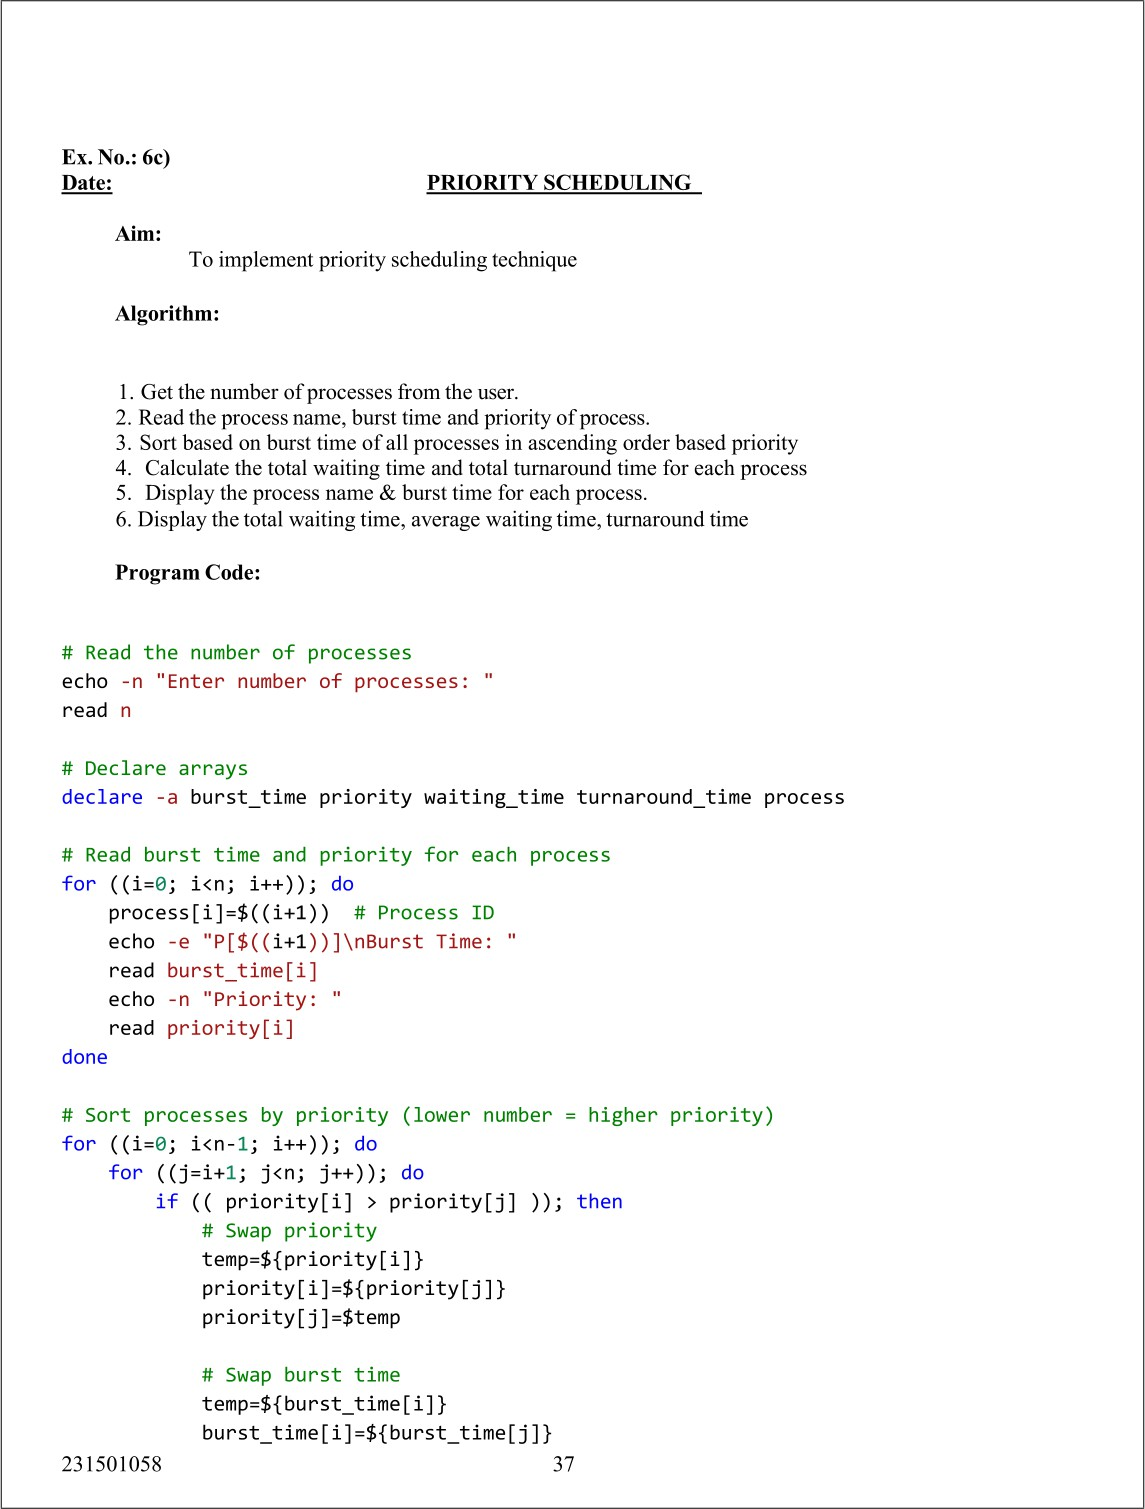 Ex. No.: 6c)
Date: PRIORITY SCHEDULING
Aim:
To implement priority scheduling technique
Algorithm:
1. Get the number of processes from the user.
2. Read the process name, burst time and priority of process.
3. Sort based on burst time of all processes in ascending order based priority
4. Calculate the total waiting time and total turnaround time for each process
5. Display the process name & burst time for each process.
6. Display the total waiting time, average waiting time, turnaround time
Program Code:
# Read the number of processes
echo -n "Enter number of processes: "
read n
# Declare arrays
declare -a burst_time priority waiting_time turnaround_time process
# Read burst time and priority for each process
for ((i=0; i<n; i++)); do
    process[i]=$((i+1))  # Process ID
    echo -e "P[$((i+1))]\nBurst Time: "
    read burst_time[i]
    echo -n "Priority: "
    read priority[i]
done
# Sort processes by priority (lower number = higher priority)
for ((i=0; i<n-1; i++)); do
    for ((j=i+1; j<n; j++)); do
        if (( priority[i] > priority[j] )); then
            # Swap priority
            temp=${priority[i]}
            priority[i]=${priority[j]}
            priority[j]=$temp
            # Swap burst time
            temp=${burst_time[i]}
            burst_time[i]=${burst_time[j]}
231501058 37